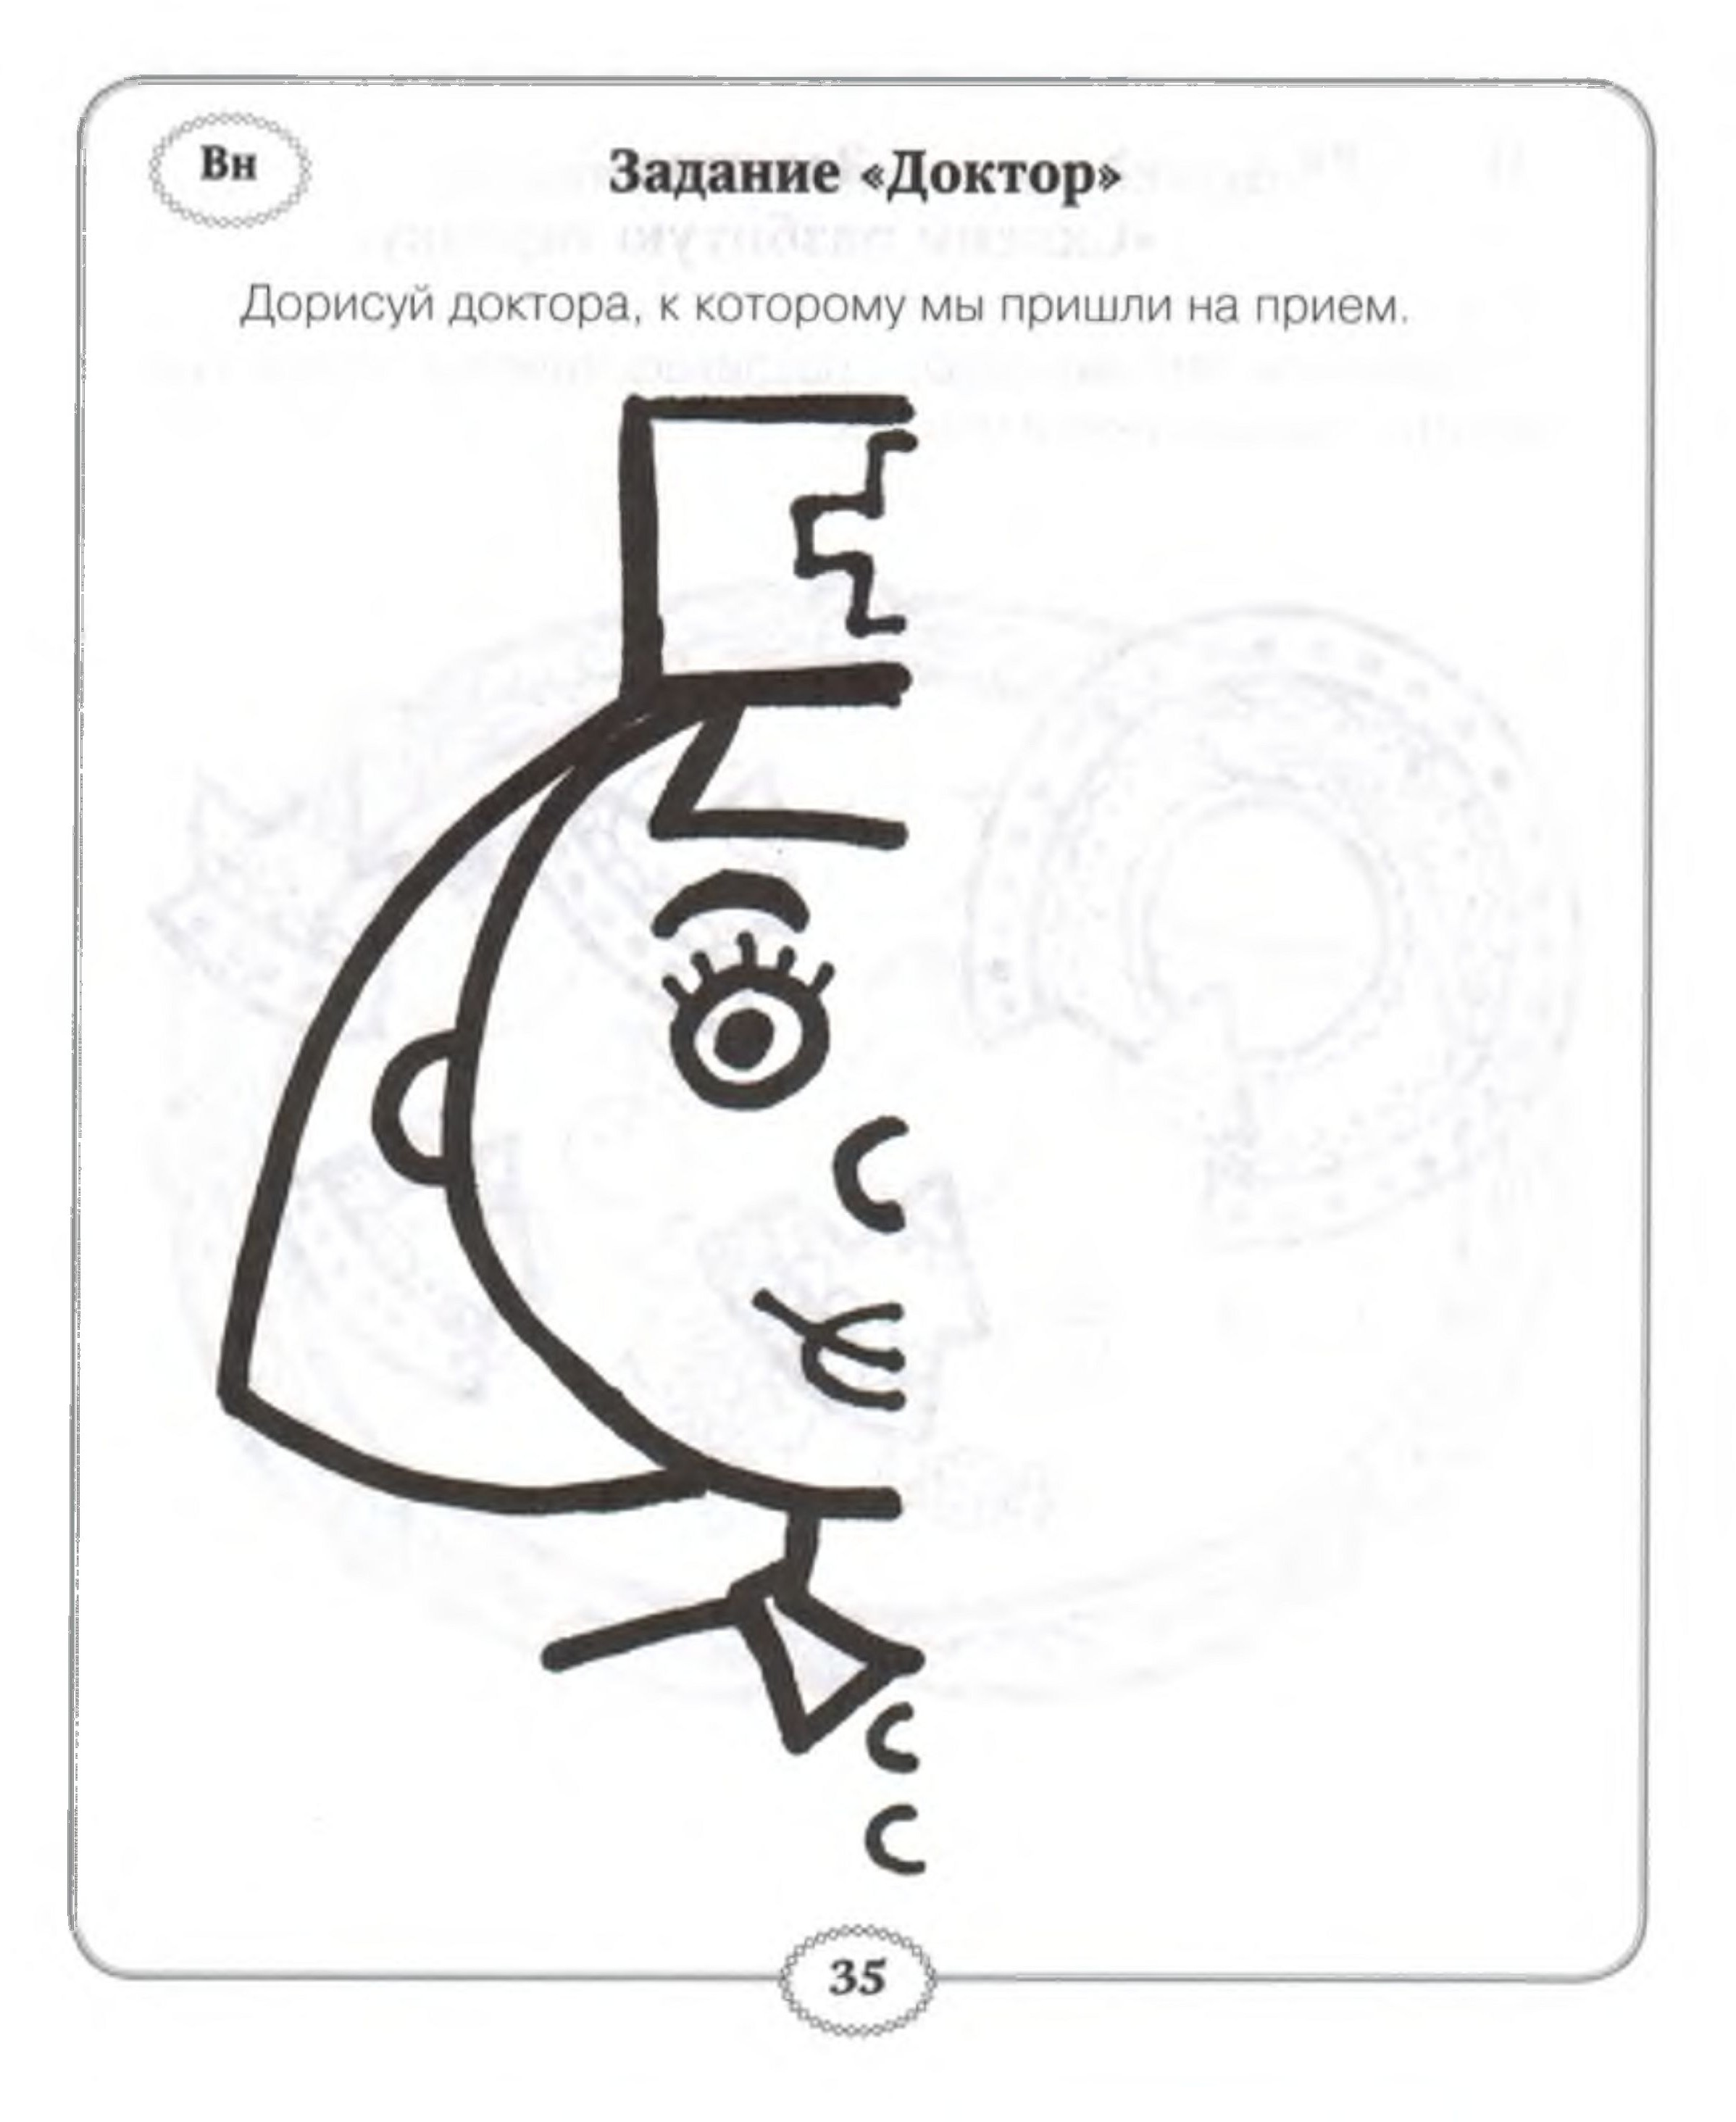 Вн
Задание «Доктор»
Дорисуй доктора, к которому мы пришли на прием.
35